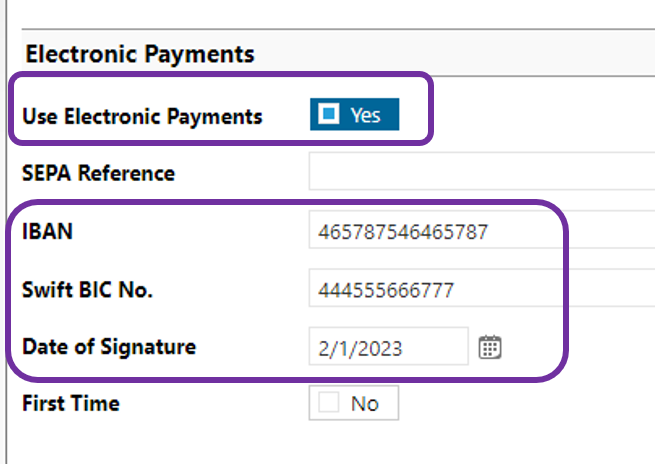 Electronic Payments
Use Electronic Payments Yes
SEPA Reference
IBAN 465787546465787
Swift BIC No. 444555666777
Date of Signature 2/1/2023
First Time No